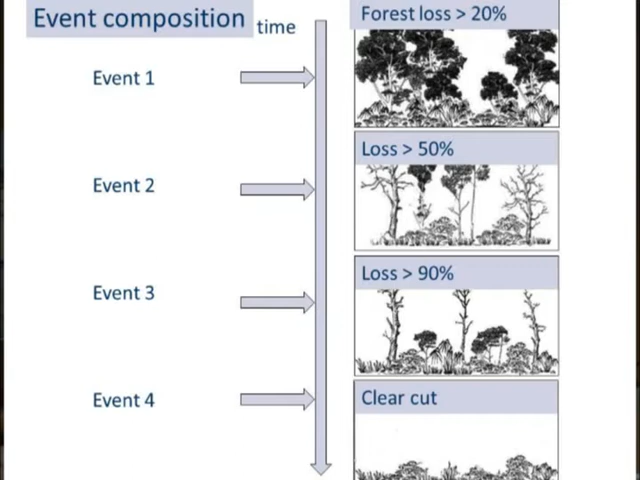 Event composition
time
Forest loss > 20%
Event 1
Loss > 50%
Event 2
Loss > 90%
Event 3
Clear cut
Event 4